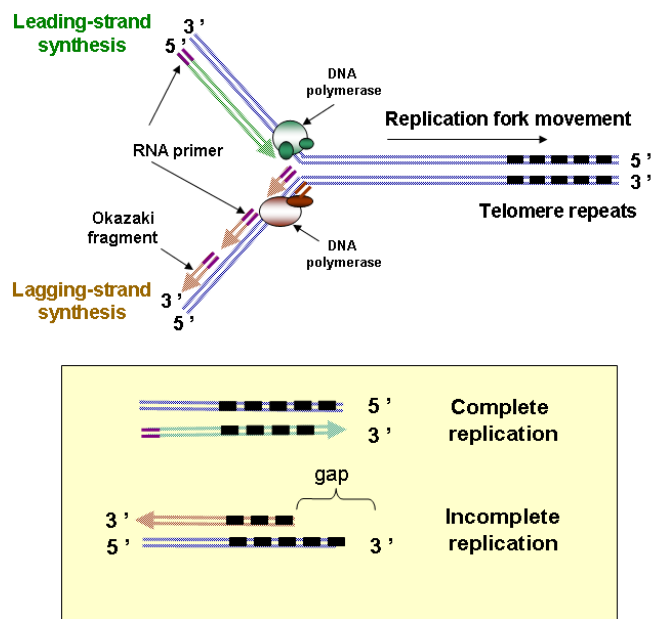 Leading-strand
synthesis
3 ’
5 ’
DNA
polymerase
Replication fork movement
RNA primer
5 ’
3 ’
Telomere repeats
Okazaki
fragment
DNA
polymerase
Lagging-strand
synthesis
3 ’
5 ’
5 ’
Complete
replication
3 ’
gap
3 ’
Incomplete
replication
5 ’
3 ’